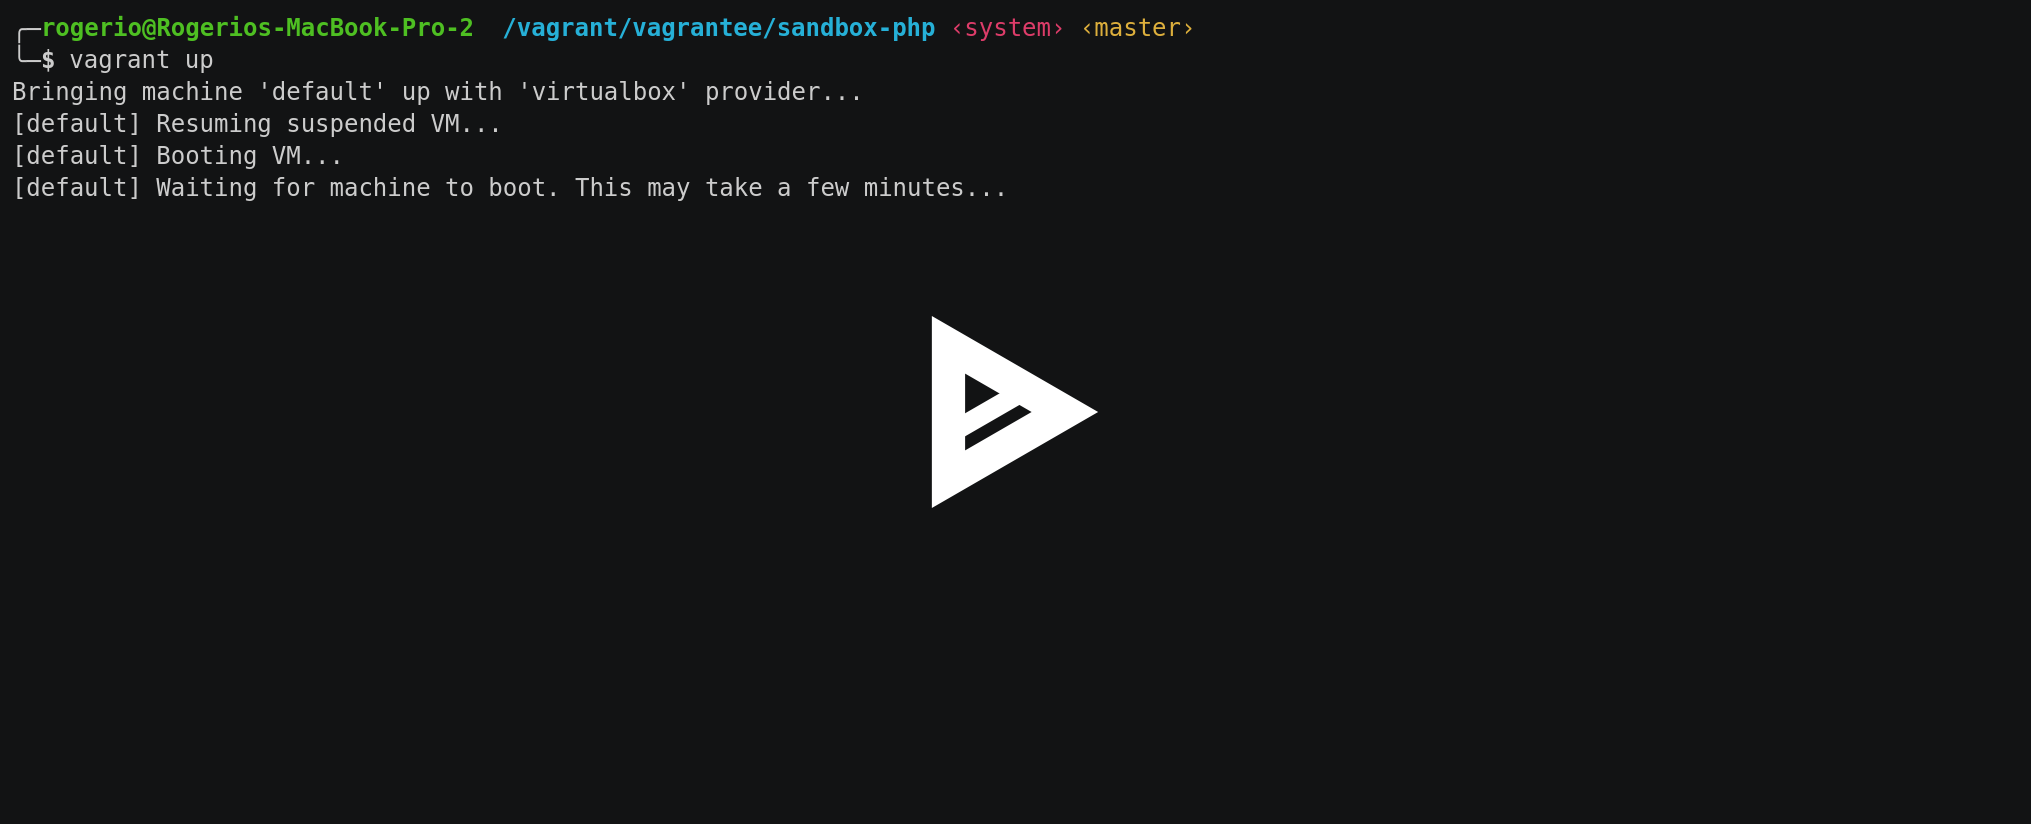 ╭─rogerio@Rogerios-MacBook-Pro-2  /vagrant/vagrantee/sandbox-php ‹system› ‹master›
╰─$ vagrant up
Bringing machine 'default' up with 'virtualbox' provider...
[default] Resuming suspended VM...
[default] Booting VM...
[default] Waiting for machine to boot. This may take a few minutes...